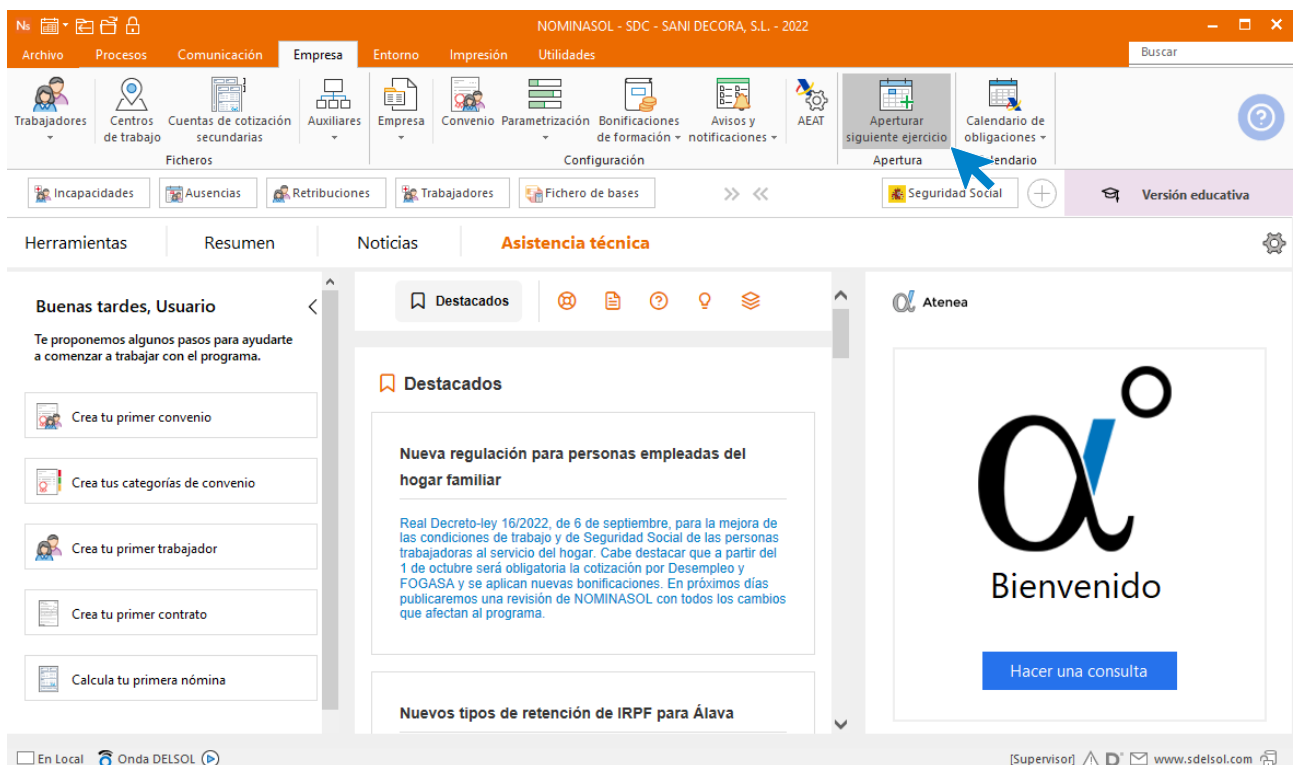 Ns
NOMINASOL - SDC - SANI DECORA, S.L. - 2022
Archivo Procesos Comunicación Empresa Entorno Impresión Utilidades Buscar
Trabajadores Centros de trabajo Cuentas de cotización secundarias Auxiliares Empresa Convenio Parametrización Bonificaciones de formación Avisos y notificaciones AEAT Aperturar siguiente ejercicio Calendario de obligaciones
Ficheros Configuración Apertura
Incapacidades Ausencias Retribuciones Trabajadores Fichero de bases Seguridad Social Versión educativa
Herramientas Resumen Noticias Asistencia técnica
Buenas tardes, Usuario
Te proponemos algunos pasos para ayudarte
a comenzar a trabajar con el programa.
Crea tu primer convenio
Crea tus categorías de convenio
Crea tu primer trabajador
Crea tu primer contrato
Calcula tu primera nómina
Destacados
Destacados
Nueva regulación para personas empleadas del
hogar familiar
Real Decreto-ley 16/2022, de 6 de septiembre, para la mejora de
las condiciones de trabajo y de Seguridad Social de las personas
trabajadoras al servicio del hogar. Cabe destacar que a partir del
1 de octubre será obligatoria la cotización por Desempleo y
FOGASA y se aplican nuevas bonificaciones. En próximos días
publicaremos una revisión de NOMINASOL con todos los cambios
que afectan al programa.
Nuevos tipos de retención de IRPF para Álava
Atenea
Bienvenido
Hacer una consulta
En Local Onda DELSOL [Supervisor] D www.sdelsol.com